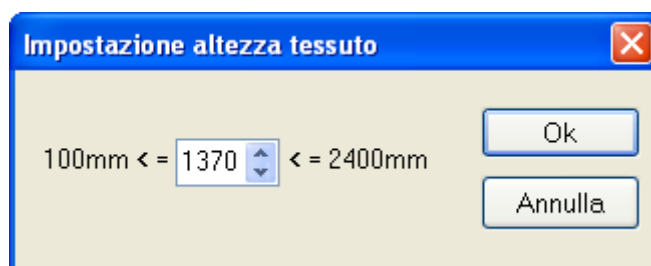 Impostazione altezza tessuto
100mm < = 1370 < = 2400mm
Ok
Annulla